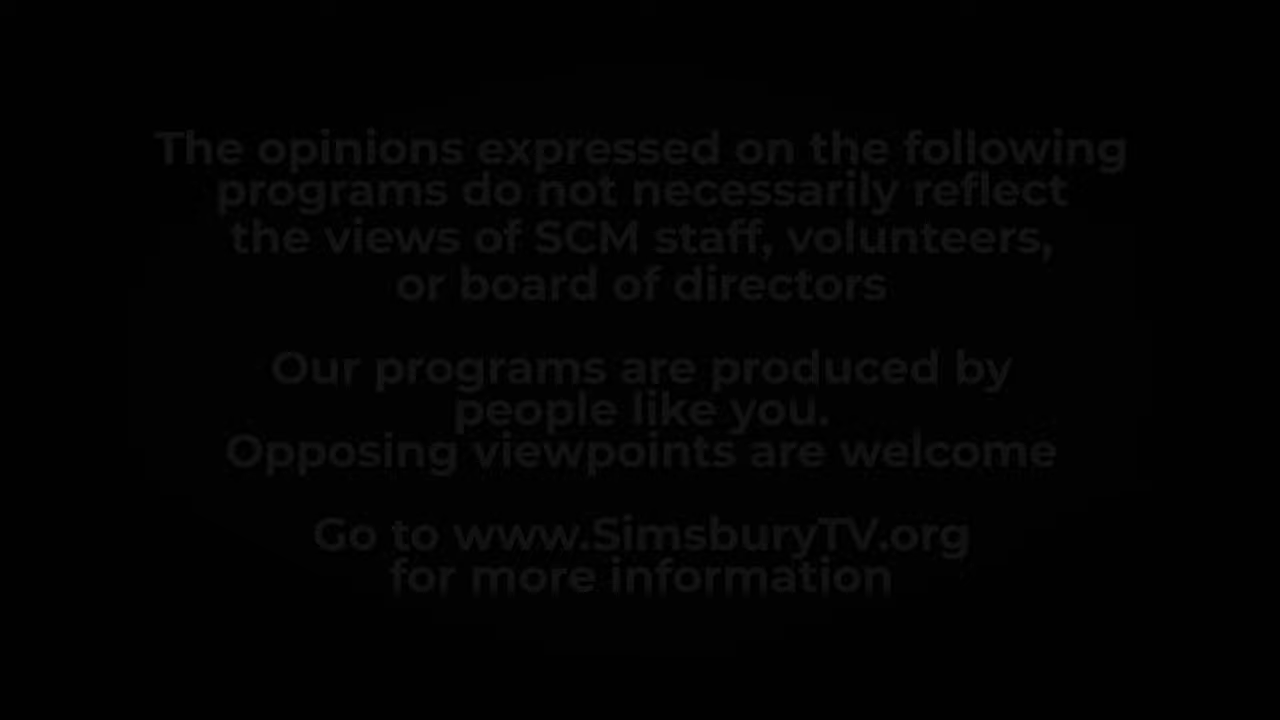 The opinions expressed on the following
programs do not necessarily reflect
the views of SCM staff, volunteers,
or board of directors
Our programs are produced by
people like you.
Opposing viewpoints are welcome
Go to www.SimsburyTV.org
for more information